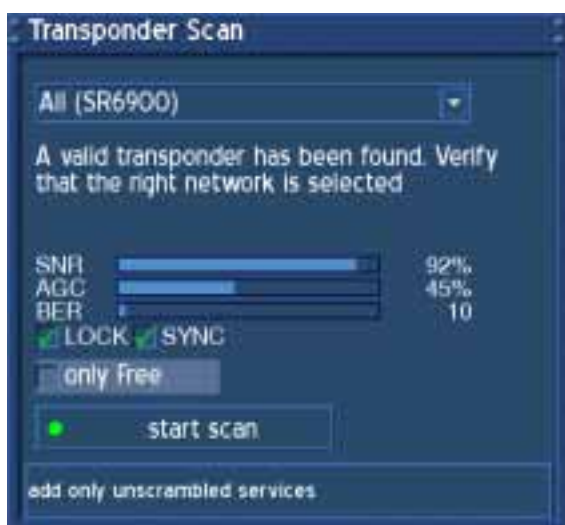 Transponder Scan
All (SR6900)
A valid transponder has been found. Verify
that the right network is selected
SNR 92%
AGC 45%
BER 10
LOCK SYNC
only Free
start scan
add only unscrambled services